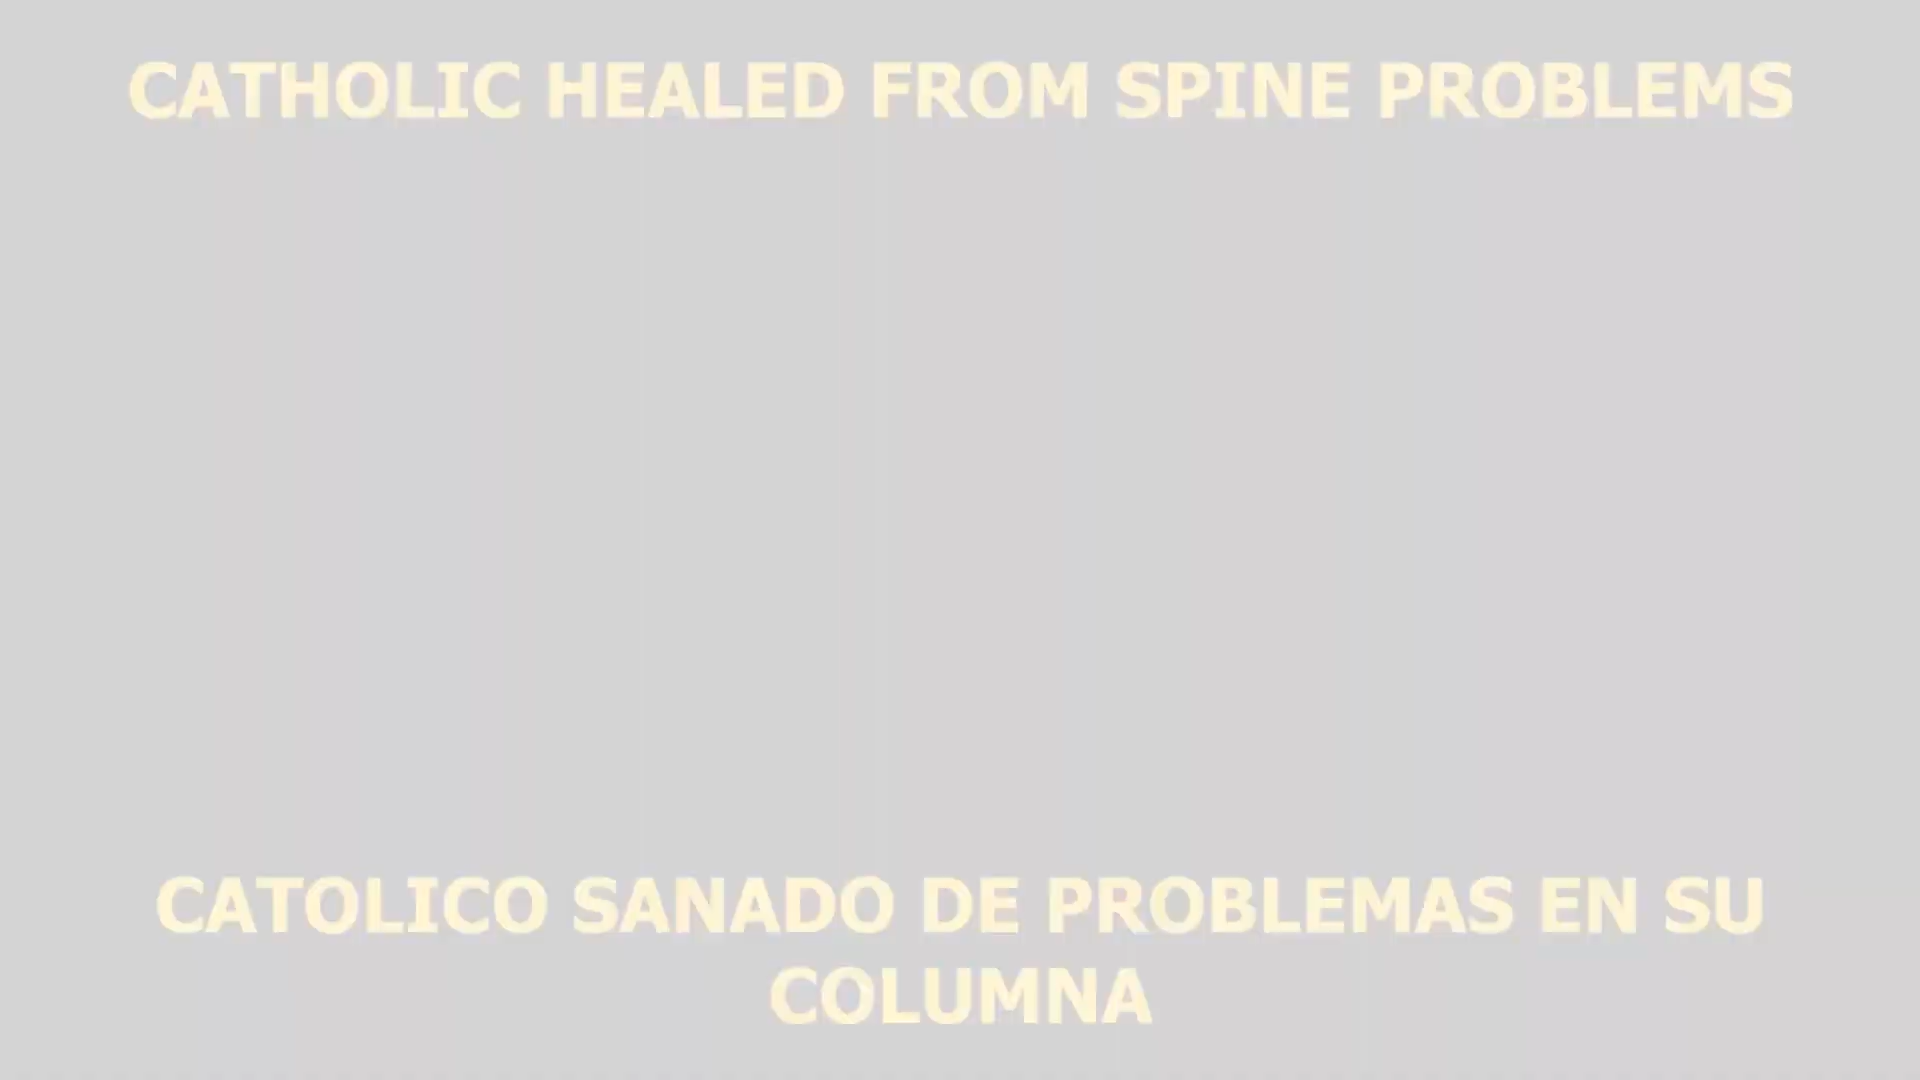 CATHOLIC HEALED FROM SPINE PROBLEMS
CATOLICO SANADO DE PROBLEMAS EN SU
COLUMNA